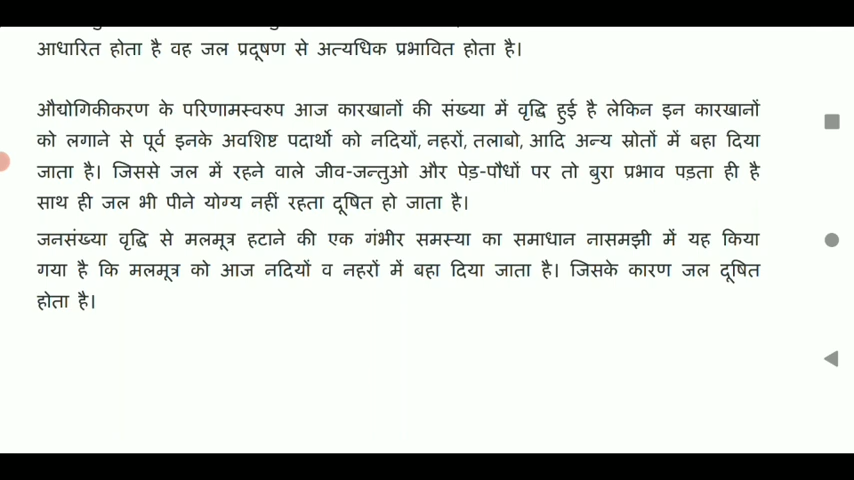 आधारित होता है वह जल प्रदूषण से अत्यधिक प्रभावित होता है।
औद्योगिकीकरण के परिणामस्वरुप आज कारखानों की संख्या में वृद्धि हुई है लेकिन इन कारखानों
को लगाने से पूर्व इनके अवशिष्ट पदार्थो को नदियों, नहरों, तलाबो, आदि अन्य स्रोतों में बहा दिया
जाता है। जिससे जल में रहने वाले जीव-जन्तुओ और पेड़-पौधों पर तो बुरा प्रभाव पड़ता ही है
साथ ही जल भी पीने योग्य नहीं रहता दूषित हो जाता है।
जनसंख्या वृद्धि से मलमूत्र हटाने की एक गंभीर समस्या का समाधान नासमझी में यह किया
गया है कि मलमूत्र को आज नदियों व नहरों में बहा दिया जाता है। जिसके कारण जल दूषित
होता है।